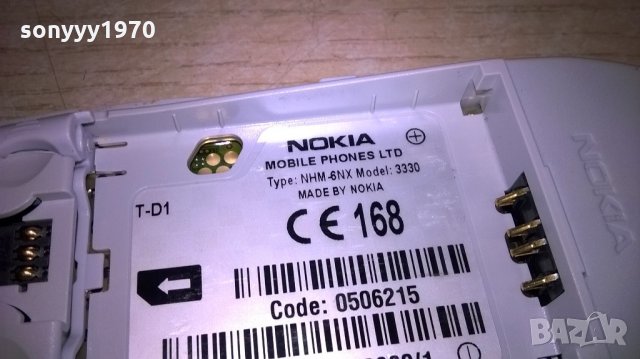 sonyyy1970
NOKIA
MOBILE PHONES LTD
Type: NHM-6NX Model: 3330
MADE BY NOKIA
T-D1
CE 168
Code: 0506215
NOKIA
BAZAR